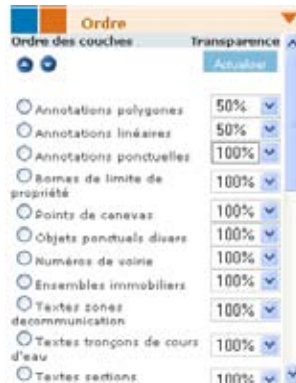 Ordre
Ordre des couches Transparence
Actualiser
Annotations polygones 50%
Annotations linéaires 50%
Annotations ponctuelles 100%
Bornes de limite de
propriété 100%
Points de canevas 100%
Objets ponctuels divers 100%
Numéros de voirie 100%
Ensembles immobiliers 100%
Textes zones
decommunication 100%
Textes tronçons de cours
d'eau 100%
Textes sections 100%